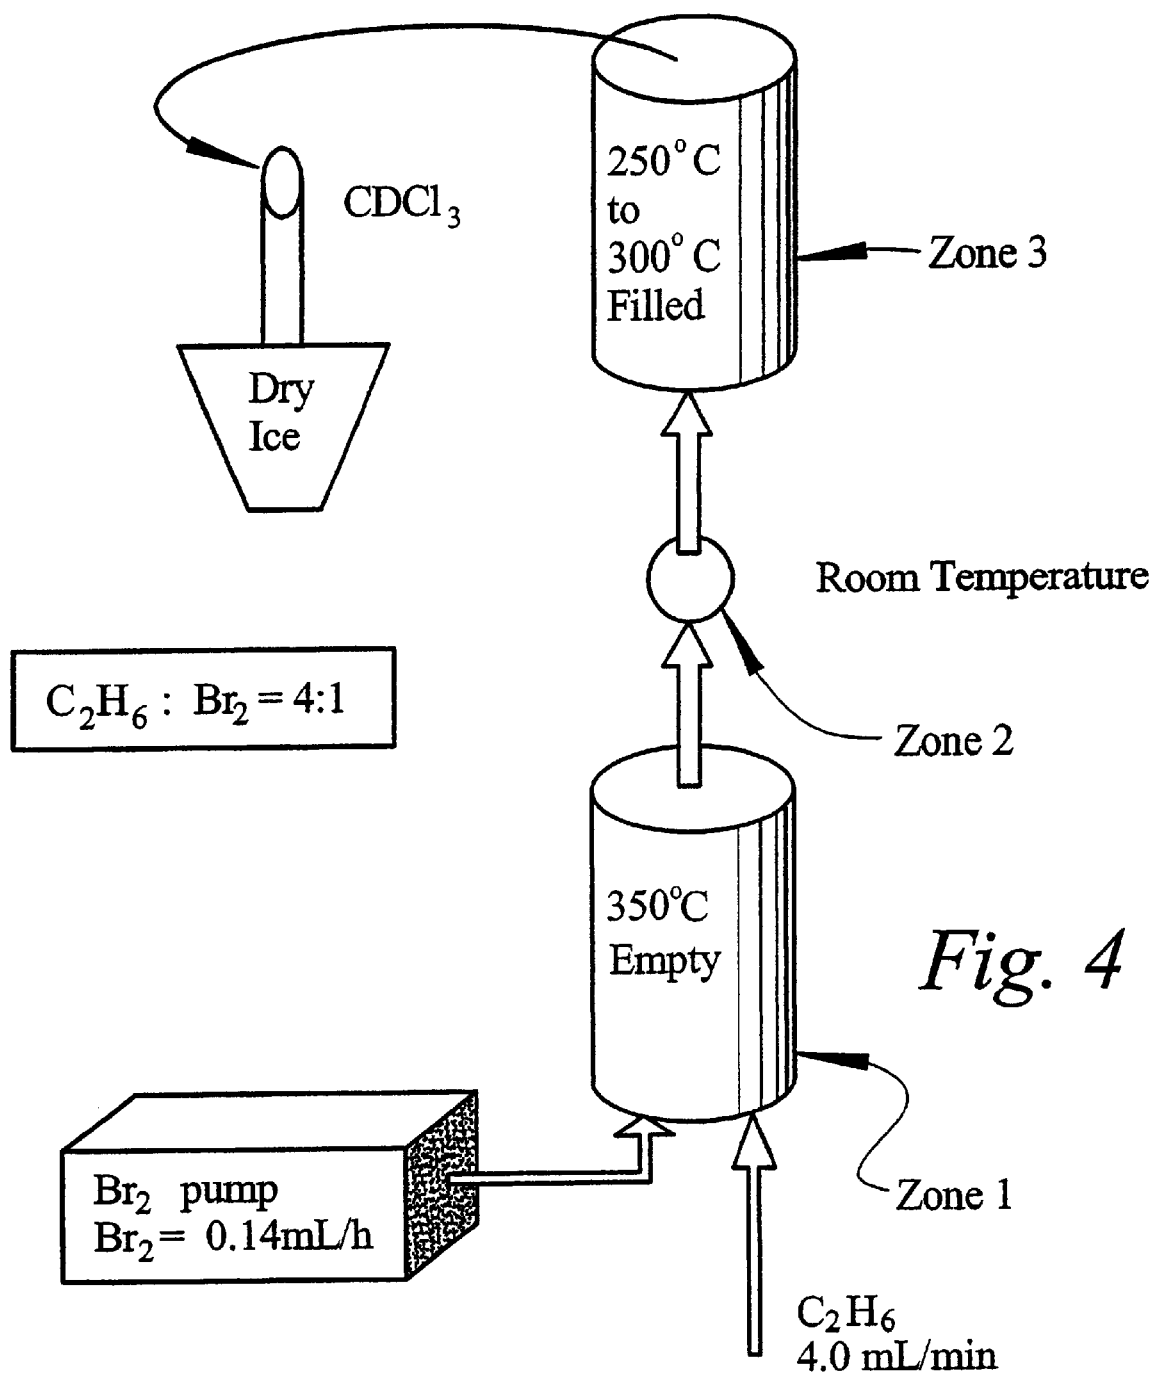 250° C
to
300° C
Filled
CDCl₃
Zone 3
Dry
Ice
Room Temperature
C₂H₆ : Br₂ = 4:1
Zone 2
350°C
Empty
Fig. 4
Br₂ pump
Br₂ = 0.14mL/h
Zone 1
C₂H₆
4.0 mL/min